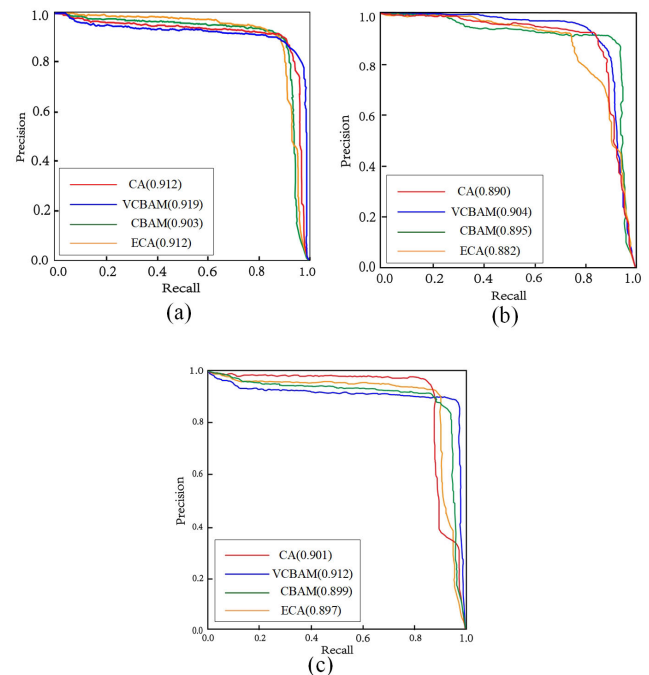 1.0
0.8
0.6
0.4
0.2
0.0
Precision
CA(0.912)
VCBAM(0.919)
CBAM(0.903)
ECA(0.912)
0.0 0.2 0.4 0.6 0.8 1.0
Recall
(a)
1.0
0.8
0.6
0.4
0.2
0.0
Precision
CA(0.890)
VCBAM(0.904)
CBAM(0.895)
ECA(0.882)
0.0 0.2 0.4 0.6 0.8 1.0
Recall
(b)
1.0
0.8
0.6
0.4
0.2
0.0
Precision
CA(0.901)
VCBAM(0.912)
CBAM(0.899)
ECA(0.897)
0.0 0.2 0.4 0.6 0.8 1.0
Recall
(c)